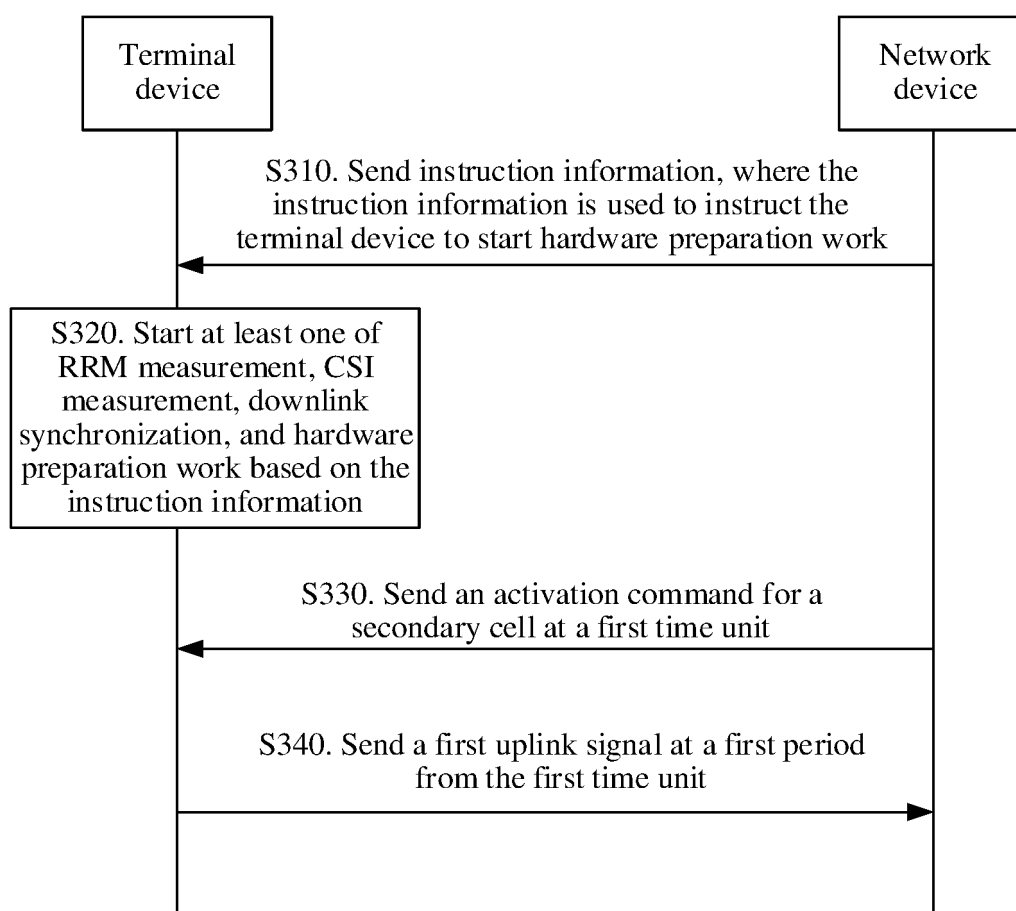 Terminal
device
Network
device
S310. Send instruction information, where the
instruction information is used to instruct the
terminal device to start hardware preparation work
S320. Start at least one of
RRM measurement, CSI
measurement, downlink
synchronization, and hardware
preparation work based on the
instruction information
S330. Send an activation command for a
secondary cell at a first time unit
S340. Send a first uplink signal at a first period
from the first time unit